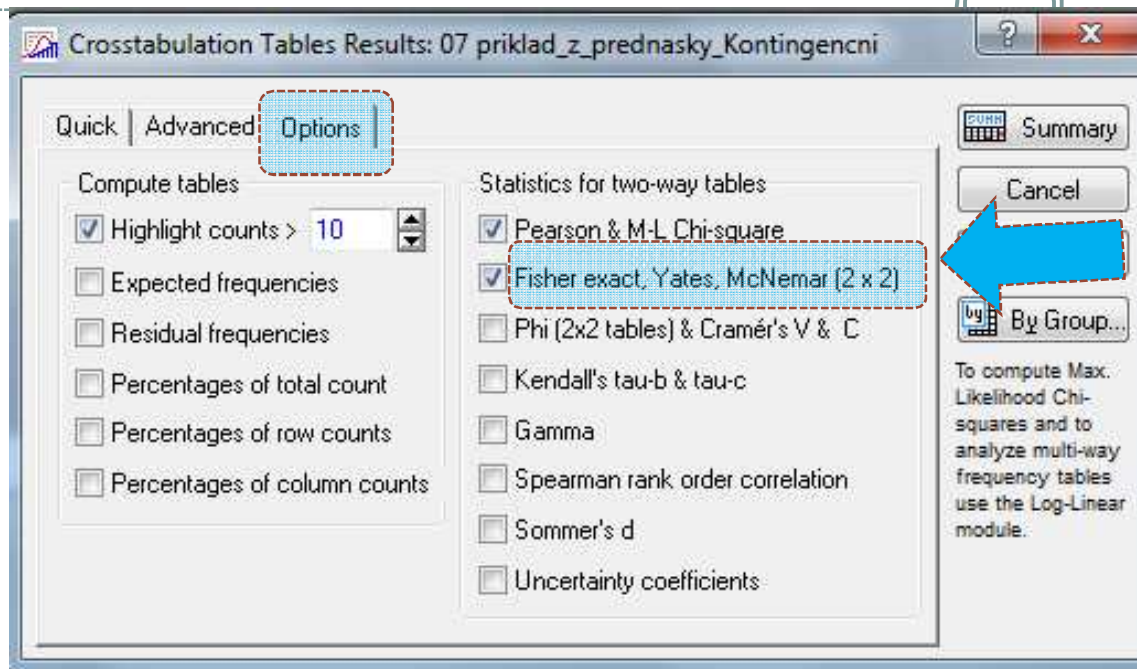 Crosstabulation Tables Results: 07 priklad_z_prednasky_Kontingencni
?
X
Quick
Advanced
Options
Compute tables
Highlight counts > 10
Expected frequencies
Residual frequencies
Percentages of total count
Percentages of row counts
Percentages of column counts
Statistics for two-way tables
Pearson & M-L Chi-square
Fisher exact, Yates, McNemar (2 x 2)
Phi (2x2 tables) & Cramér's V & C
Kendall's tau-b & tau-c
Gamma
Spearman rank order correlation
Sommer's d
Uncertainty coefficients
SUMM
Summary
Cancel
by
By Group...
To compute Max.
Likelihood Chi-
squares and to
analyze multi-way
frequency tables
use the Log-Linear
module.